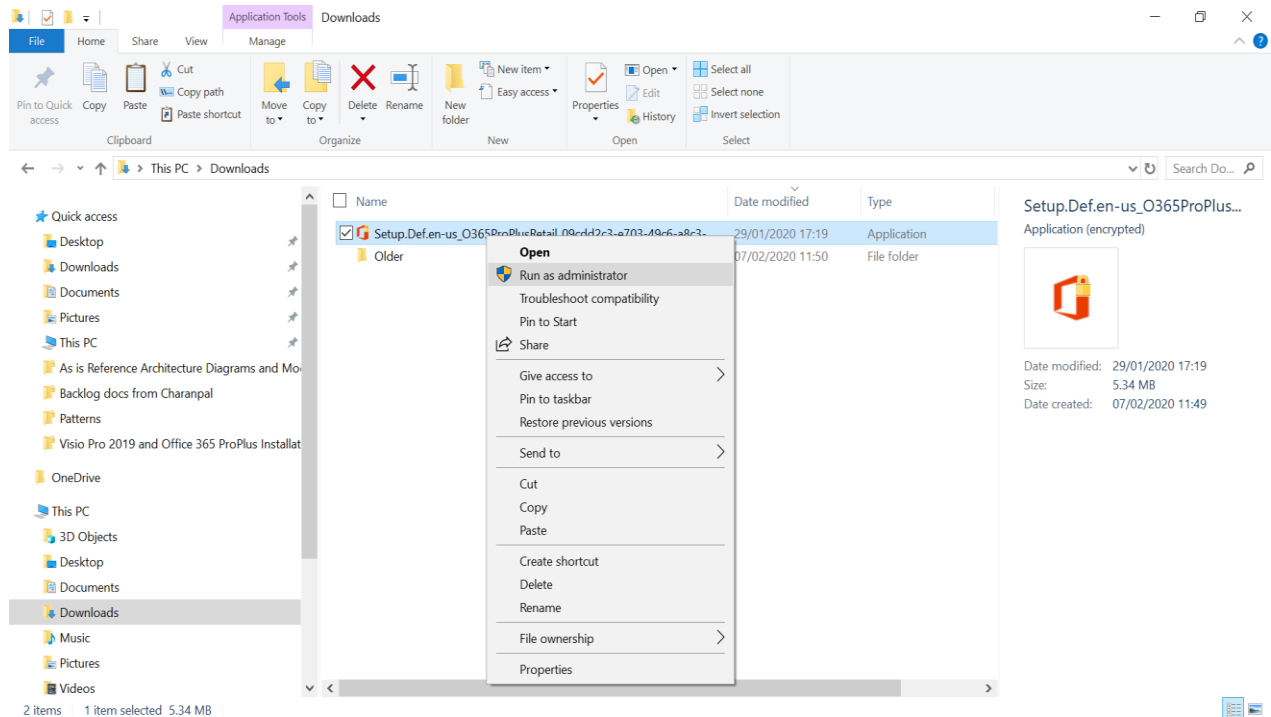 Application Tools
Downloads
File
Home
Share
View
Manage
Pin to Quick access
Copy
Paste
Cut
Copy path
Paste shortcut
Clipboard
Move to
Copy to
Delete
Rename
Organize
New folder
New item
Easy access
New
Properties
Open
Edit
History
Open
Select all
Select none
Invert selection
Select
This PC > Downloads
Search Do...
Quick access
Desktop
Downloads
Documents
Pictures
This PC
As is Reference Architecture Diagrams and Mo
Backlog docs from Charanpal
Patterns
Visio Pro 2019 and Office 365 ProPlus Installat
OneDrive
This PC
3D Objects
Desktop
Documents
Downloads
Music
Pictures
Videos
Name
Date modified
Type
Setup.Def.en-us_O365ProPlusRetail_09cdd2c3-e703-49c6-a8c3-
29/01/2020 17:19
Application
Older
07/02/2020 11:50
File folder
Open
Run as administrator
Troubleshoot compatibility
Pin to Start
Share
Give access to
Pin to taskbar
Restore previous versions
Send to
Cut
Copy
Paste
Create shortcut
Delete
Rename
File ownership
Properties
Setup.Def.en-us_O365ProPlus...
Application (encrypted)
Date modified: 29/01/2020 17:19
Size: 5.34 MB
Date created: 07/02/2020 11:49
2 items
1 item selected 5.34 MB